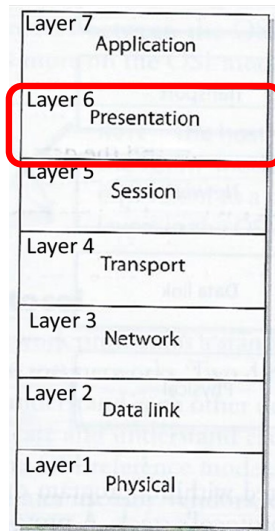 Layer 7
Application
Layer 6
Presentation
Layer 5
Session
Layer 4
Transport
Layer 3
Network
Layer 2
Data link
Layer 1
Physical